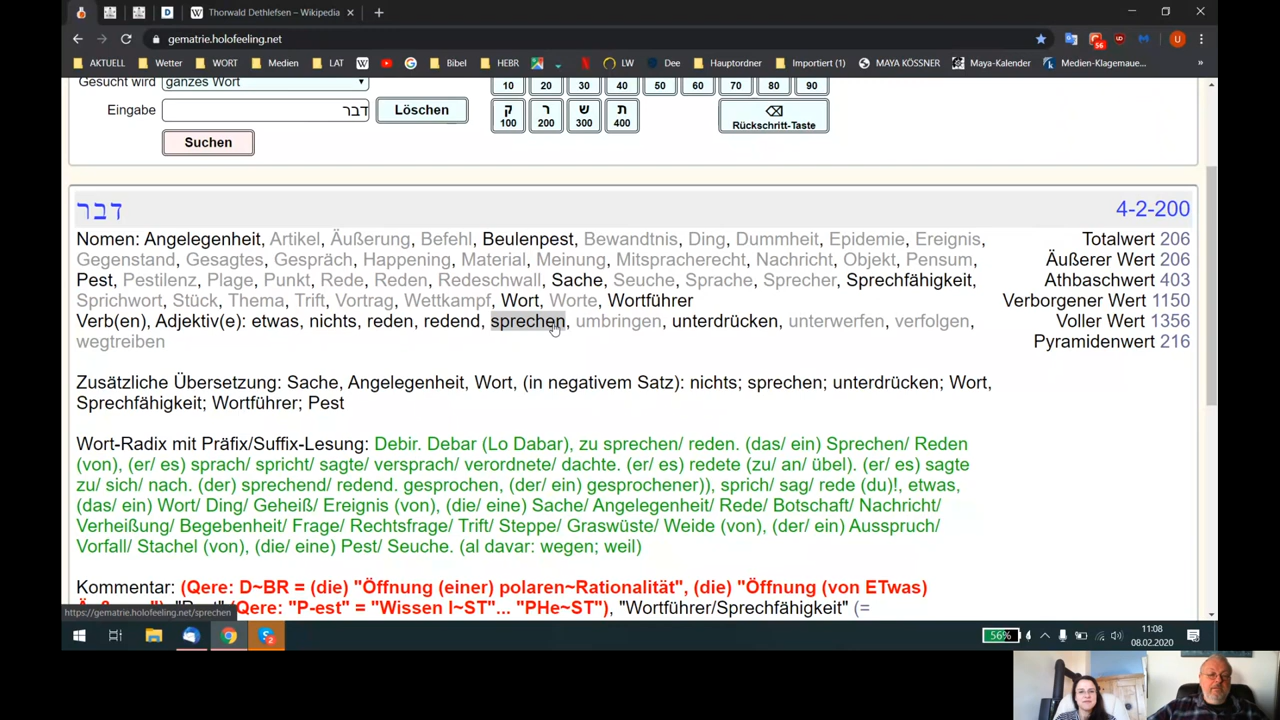 Thorwald Dethlefsen – Wikipedia
gematrie.holofeeling.net
56
U
AKTUELL Wetter WORT Medien LAT Bibel HEBR LW Dee Hauptordner Importiert (1) MAYA KÖSSNER Maya-Kalender Medien-Klagemaue...
Gesucht wird ganzes Wort
10 20 30 40 50 60 70 80 90
Eingabe דבר Löschen
ק ר ש ת
100 200 300 400
Rückschritt-Taste
Suchen
דבר 4-2-200
Nomen: Angelegenheit, Artikel, Äußerung, Befehl, Beulenpest, Bewandtnis, Ding, Dummheit, Epidemie, Ereignis, Totalwert 206
Gegenstand, Gesagtes, Gespräch, Happening, Material, Meinung, Mitspracherecht, Nachricht, Objekt, Pensum, Äußerer Wert 206
Pest, Pestilenz, Plage, Punkt, Rede, Reden, Redeschwall, Sache, Seuche, Sprache, Sprecher, Sprechfähigkeit, Athbaschwert 403
Sprichwort, Stück, Thema, Trift, Vortrag, Wettkampf, Wort, Worte, Wortführer Verborgener Wert 1150
Verb(en), Adjektiv(e): etwas, nichts, reden, redend, sprechen, umbringen, unterdrücken, unterwerfen, verfolgen, Voller Wert 1356
wegtreiben Pyramidenwert 216
Zusätzliche Übersetzung: Sache, Angelegenheit, Wort, (in negativem Satz): nichts; sprechen; unterdrücken; Wort,
Sprechfähigkeit; Wortführer; Pest
Wort-Radix mit Präfix/Suffix-Lesung: Debir. Debar (Lo Dabar), zu sprechen/ reden. (das/ ein) Sprechen/ Reden
(von), (er/ es) sprach/ spricht/ sagte/ versprach/ verordnete/ dachte. (er/ es) redete (zu/ an/ übel). (er/ es) sagte
zu/ sich/ nach. (der) sprechend/ redend. gesprochen, (der/ ein) gesprochener)), sprich/ sag/ rede (du)!, etwas,
(das/ ein) Wort/ Ding/ Geheiß/ Ereignis (von), (die/ eine) Sache/ Angelegenheit/ Rede/ Botschaft/ Nachricht/
Verheißung/ Begebenheit/ Frage/ Rechtsfrage/ Trift/ Steppe/ Graswüste/ Weide (von), (der/ ein) Ausspruch/
Vorfall/ Stachel (von), (die/ eine) Pest/ Seuche. (al davar: wegen; weil)
Kommentar: (Qere: D~BR = (die) "Öffnung (einer) polaren~Rationalität", (die) "Öffnung (von ETwas)
(Qere: "P-est" = "Wissen I~ST"... "PHe~ST"), "Wortführer/Sprechfähigkeit" (=
https://gematrie.holofeeling.net/sprechen
56%
11:08
08.02.2020